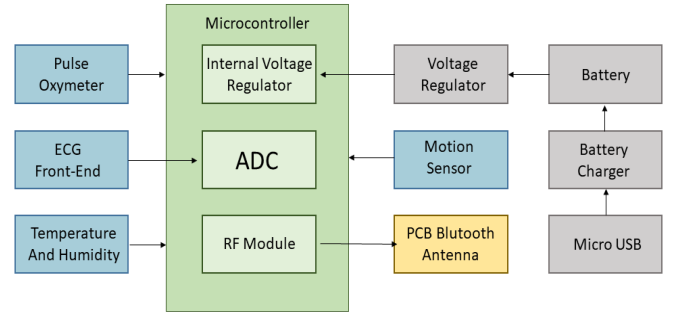 Microcontroller
Pulse
Oxymeter
Internal Voltage
Regulator
Voltage
Regulator
Battery
ECG
Front-End
ADC
Motion
Sensor
Battery
Charger
Temperature
And Humidity
RF Module
PCB Blutooth
Antenna
Micro USB